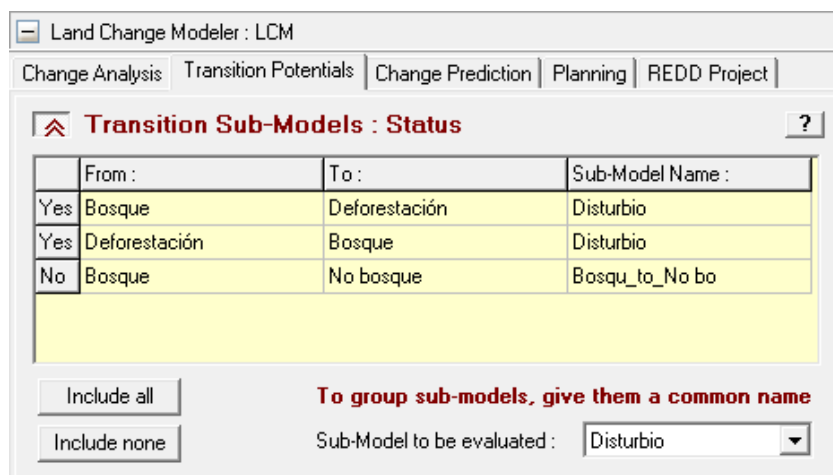 Land Change Modeler : LCM
Change Analysis Transition Potentials Change Prediction Planning REDD Project
Transition Sub-Models : Status ?
From : To : Sub-Model Name :
Yes Bosque Deforestación Disturbio
Yes Deforestación Bosque Disturbio
No Bosque No bosque Bosqu_to_No bo
Include all To group sub-models, give them a common name
Include none Sub-Model to be evaluated : Disturbio